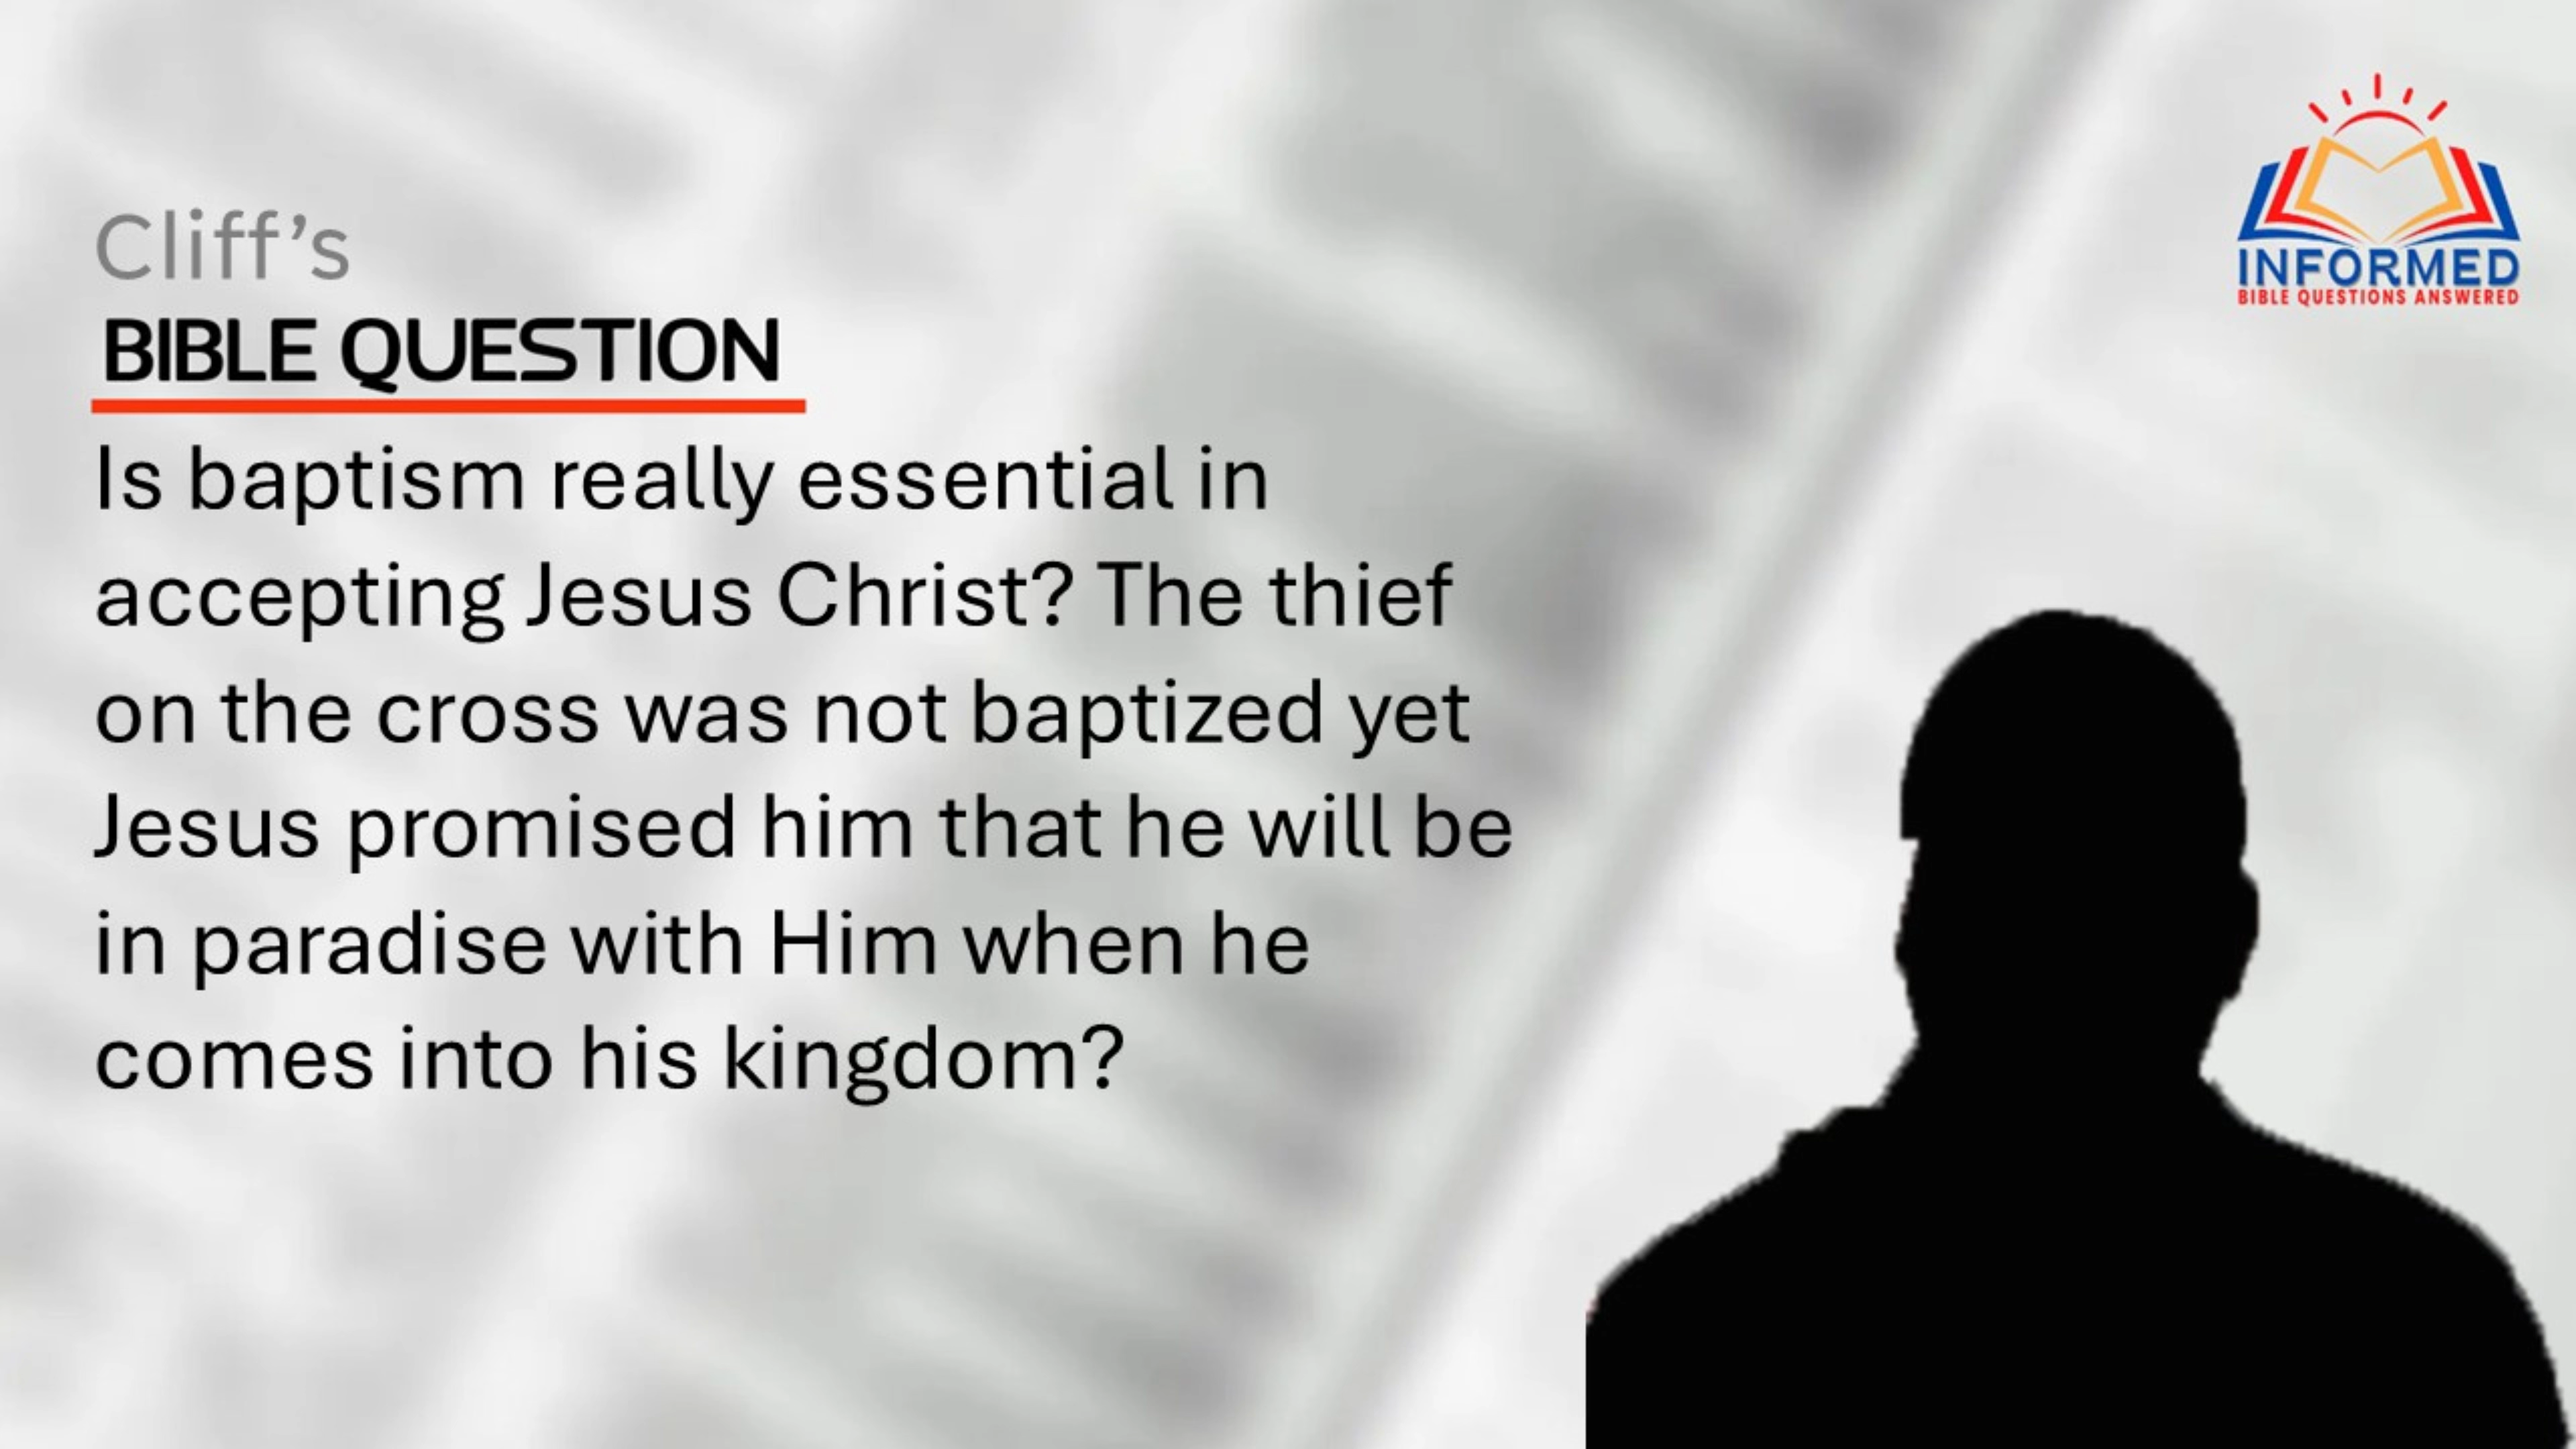 Cliff’s
BIBLE QUESTION
Is baptism really essential in
accepting Jesus Christ? The thief
on the cross was not baptized yet
Jesus promised him that he will be
in paradise with Him when he
comes into his kingdom?
INFORMED
BIBLE QUESTIONS ANSWERED